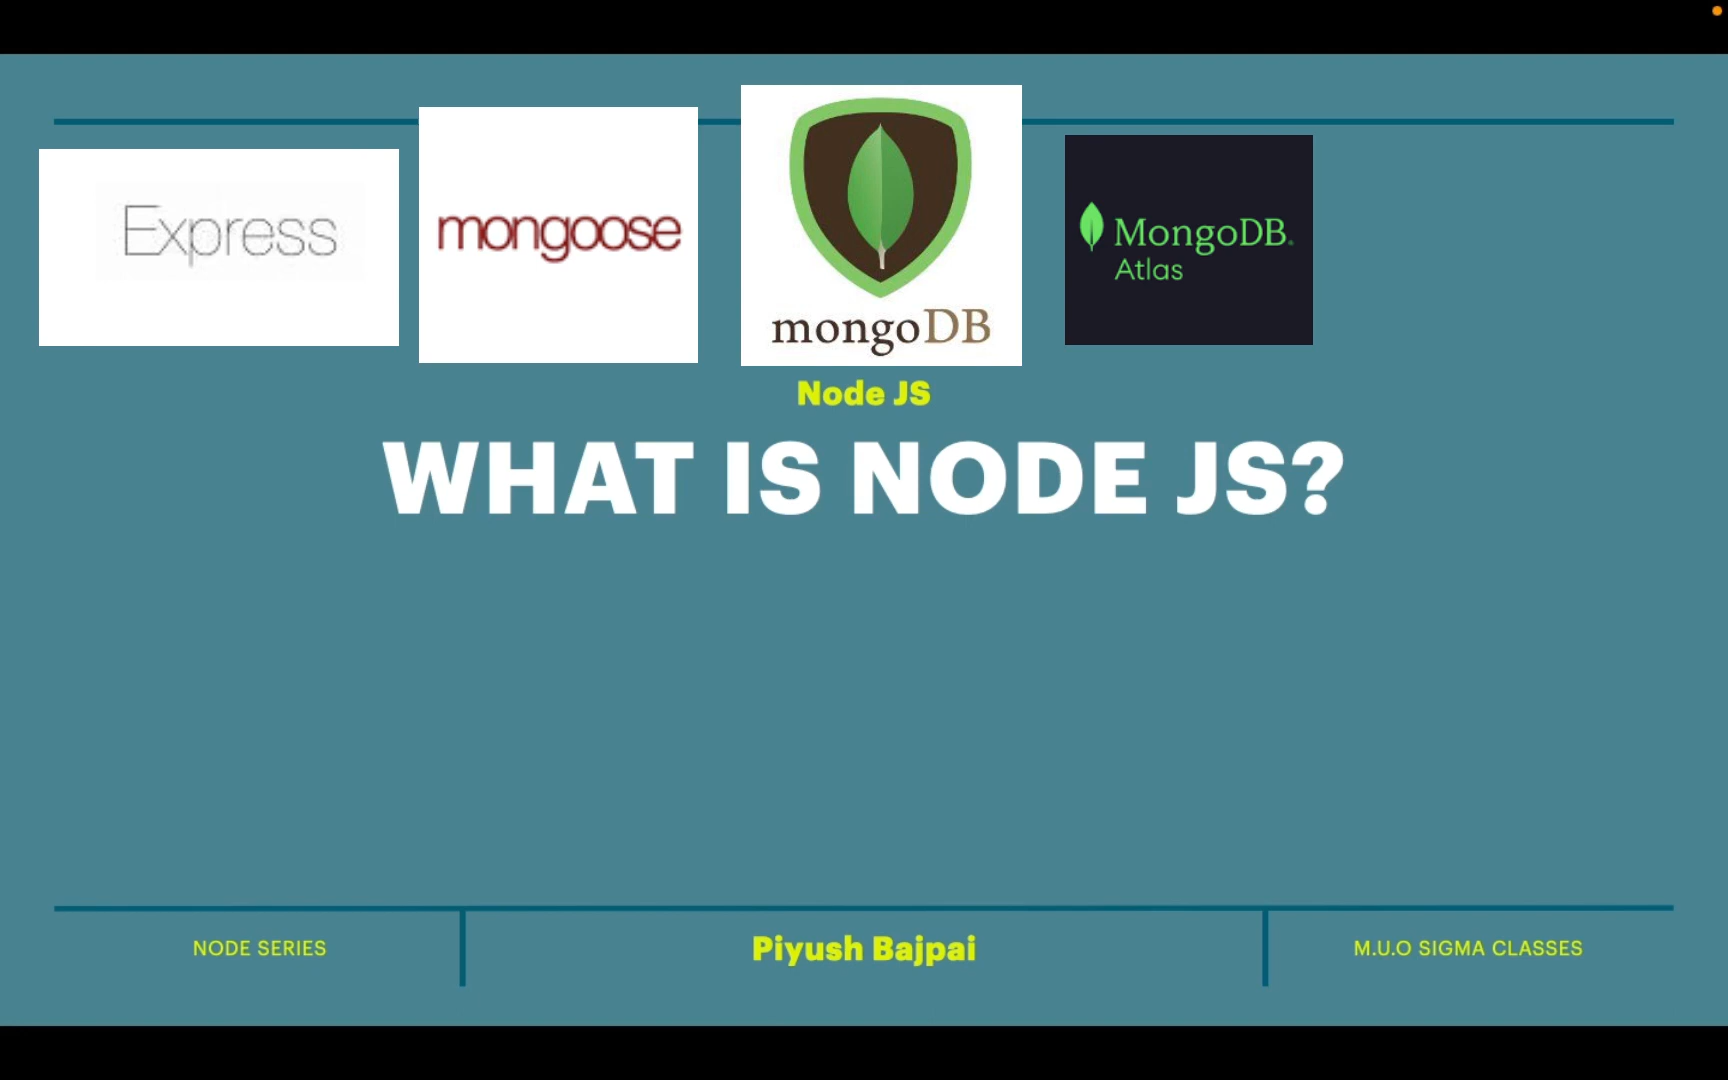 Express
mongoose
mongoDB
MongoDB.
Atlas
Node JS
WHAT IS NODE JS?
NODE SERIES
Piyush Bajpai
M.U.O SIGMA CLASSES